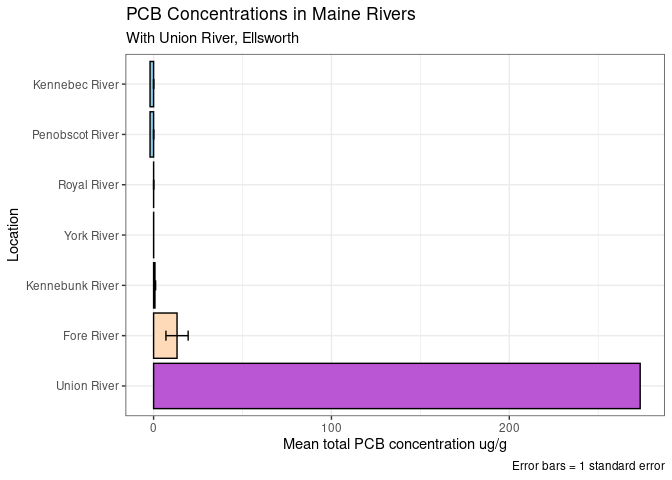 PCB Concentrations in Maine Rivers
With Union River, Ellsworth
Kennebec River
Penobscot River
Royal River
York River
Kennebunk River
Fore River
Union River
Location
0 100 200
Mean total PCB concentration ug/g
Error bars = 1 standard error